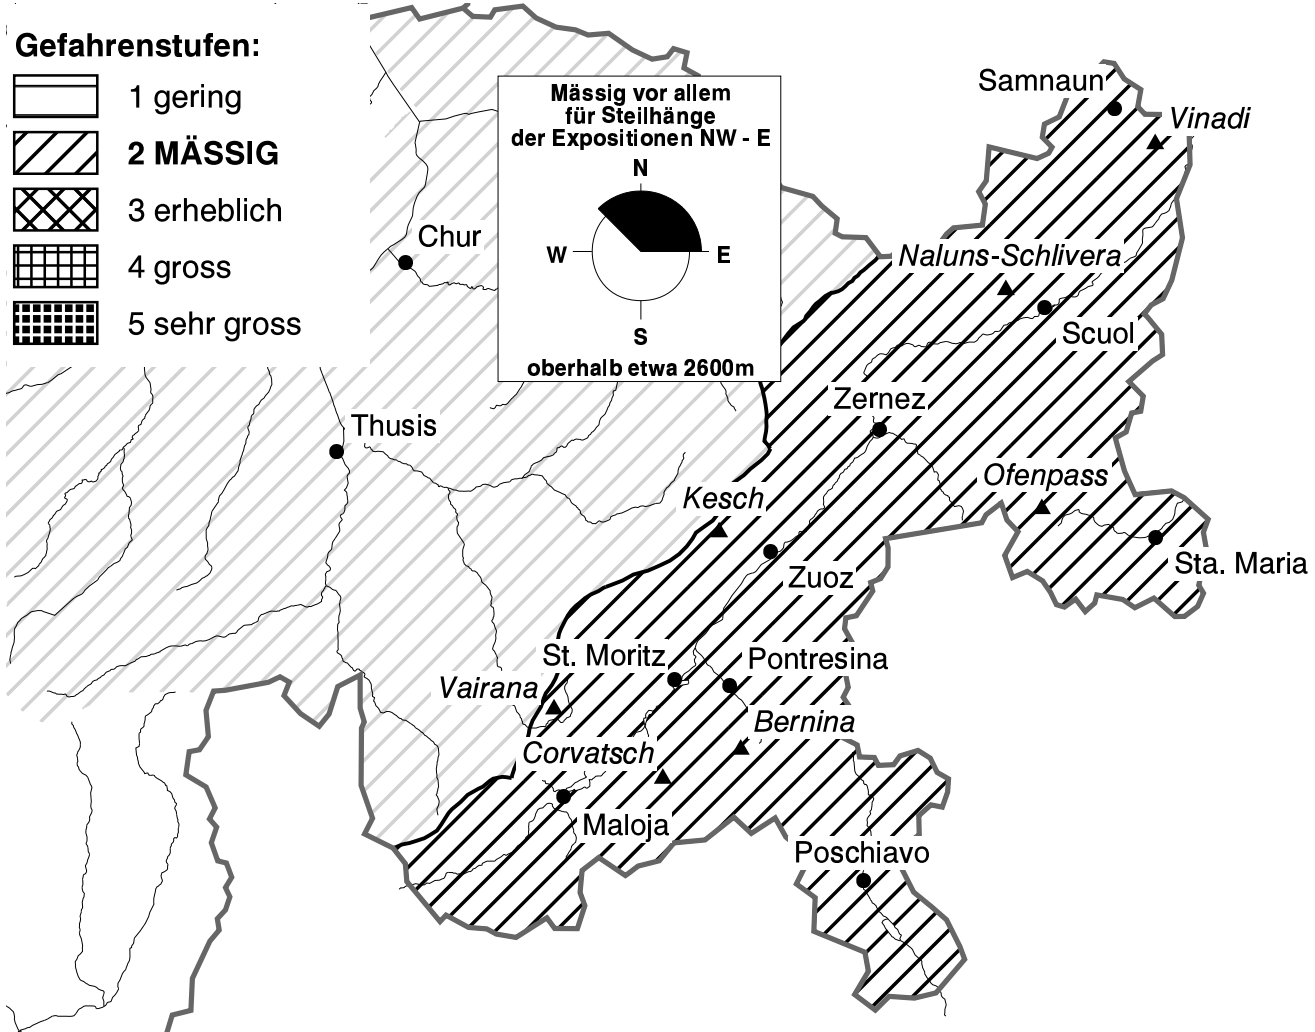 Gefahrenstufen:
1 gering
2 MÄSSIG
3 erheblich
4 gross
5 sehr gross
Mässig vor allem
für Steilhänge
der Expositionen NW - E
N
W
E
S
oberhalb etwa 2600m
Samnaun
Vinadi
Chur
Naluns-Schlivera
Scuol
Zernez
Thusis
Ofenpass
Kesch
Sta. Maria
Zuoz
St. Moritz
Pontresina
Vairana
Bernina
Corvatsch
Maloja
Poschiavo